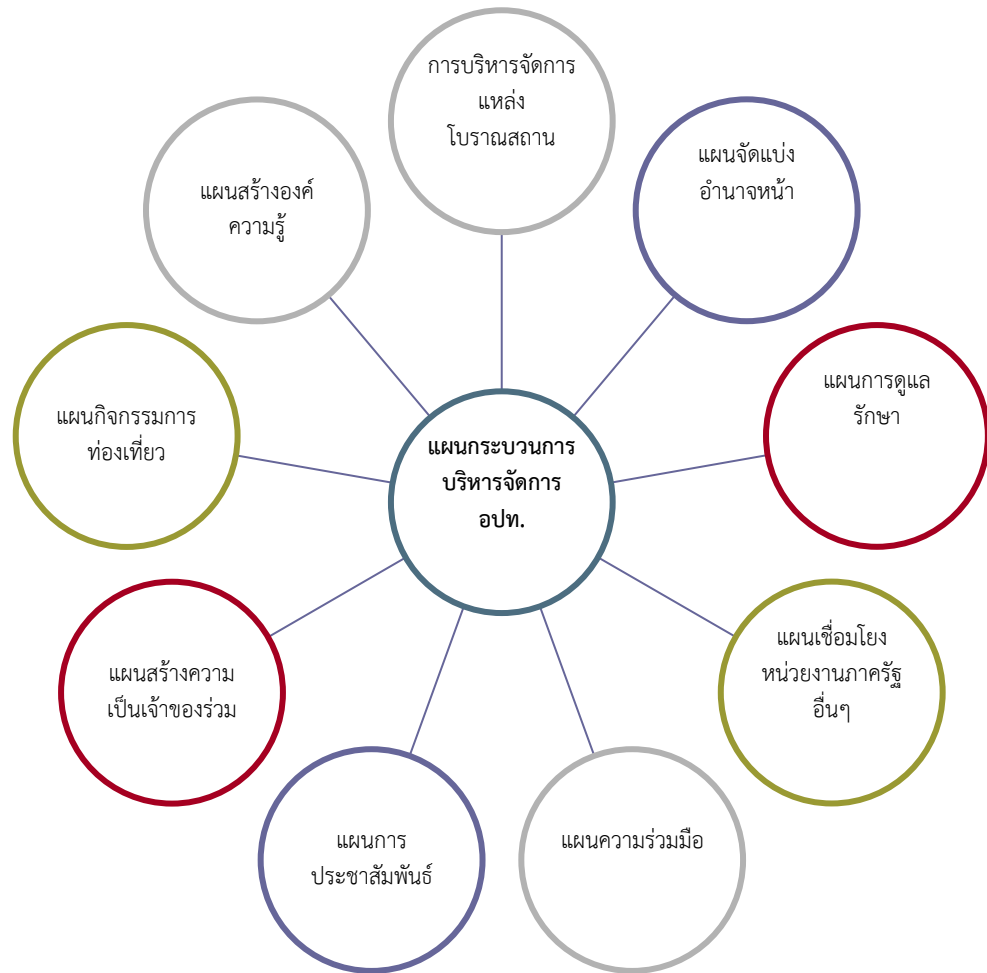 การบริหารจัดการ
แหล่ง
โบราณสถาน
แผนจัดแบ่ง
อำนาจหน้า
แผนการดูแล
รักษา
แผนเชื่อมโยง
หน่วยงานภาครัฐ
อื่นๆ
แผนความร่วมมือ
แผนการ
ประชาสัมพันธ์
แผนสร้างความ
เป็นเจ้าของร่วม
แผนกิจกรรมการ
ท่องเที่ยว
แผนสร้างองค์
ความรู้
แผนกระบวนการ
บริหารจัดการ
อปท.